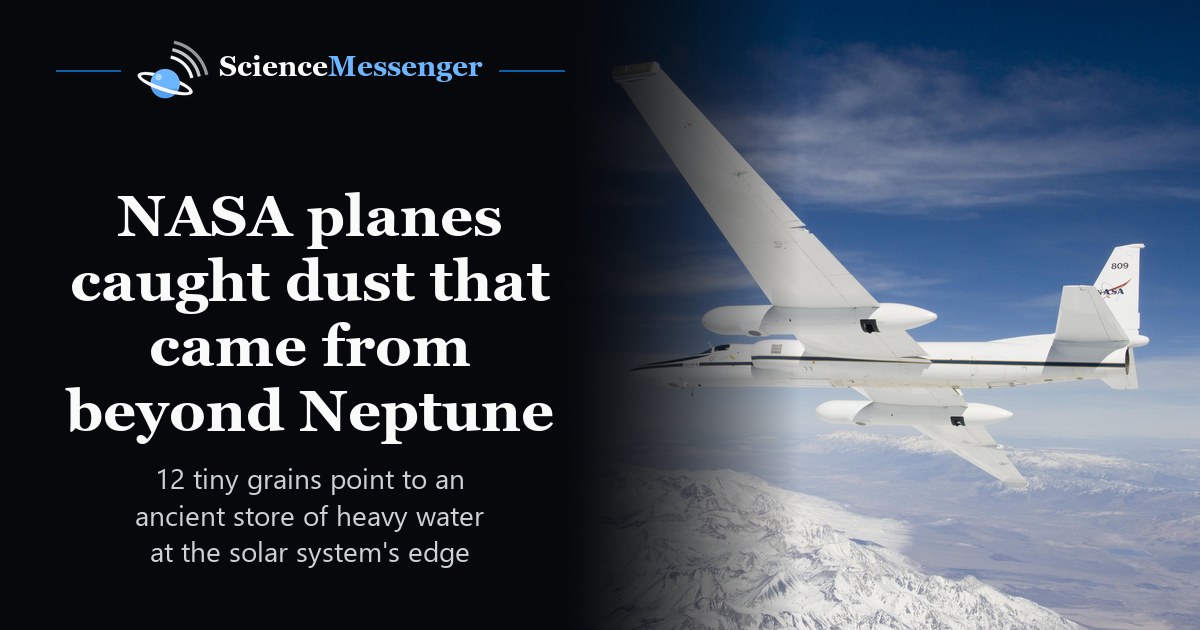 ScienceMessenger
NASA planes
caught dust that
came from
beyond Neptune
12 tiny grains point to an
ancient store of heavy water
at the solar system's edge
809
NASA